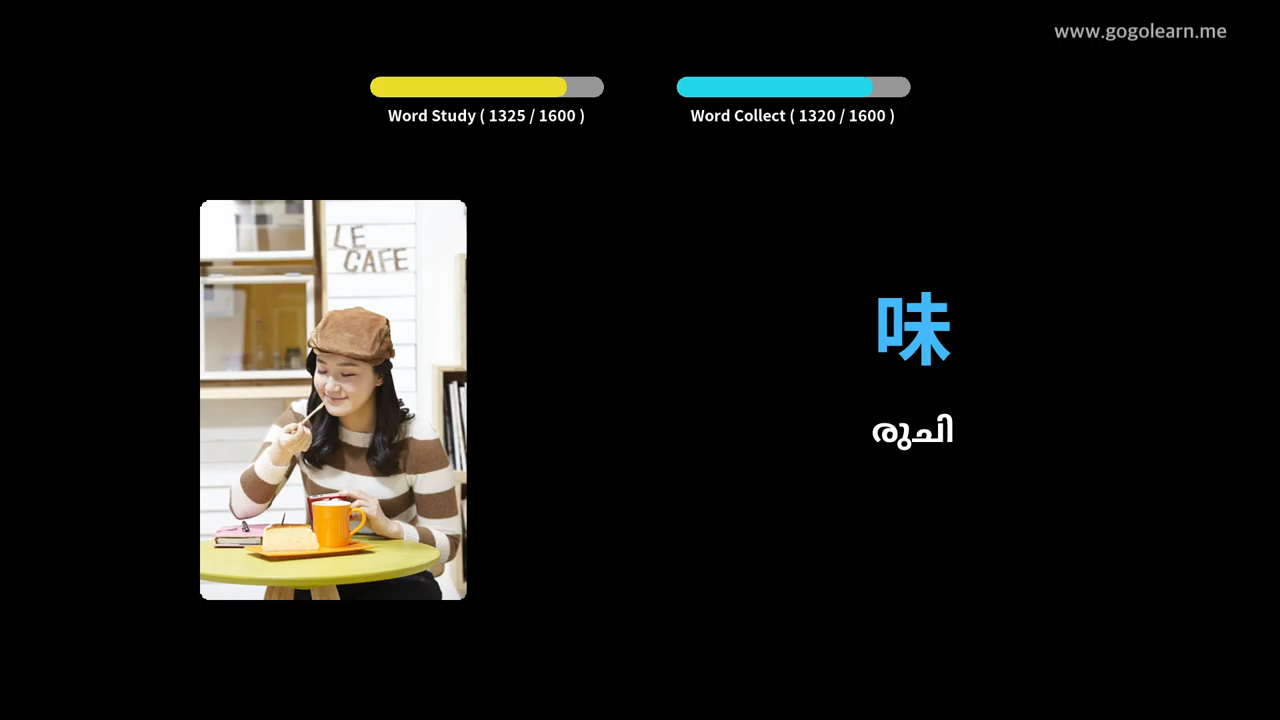 www.gogolearn.me
Word Study ( 1325 / 1600 )
Word Collect ( 1320 / 1600 )
LE
CAFE
味
രുചി